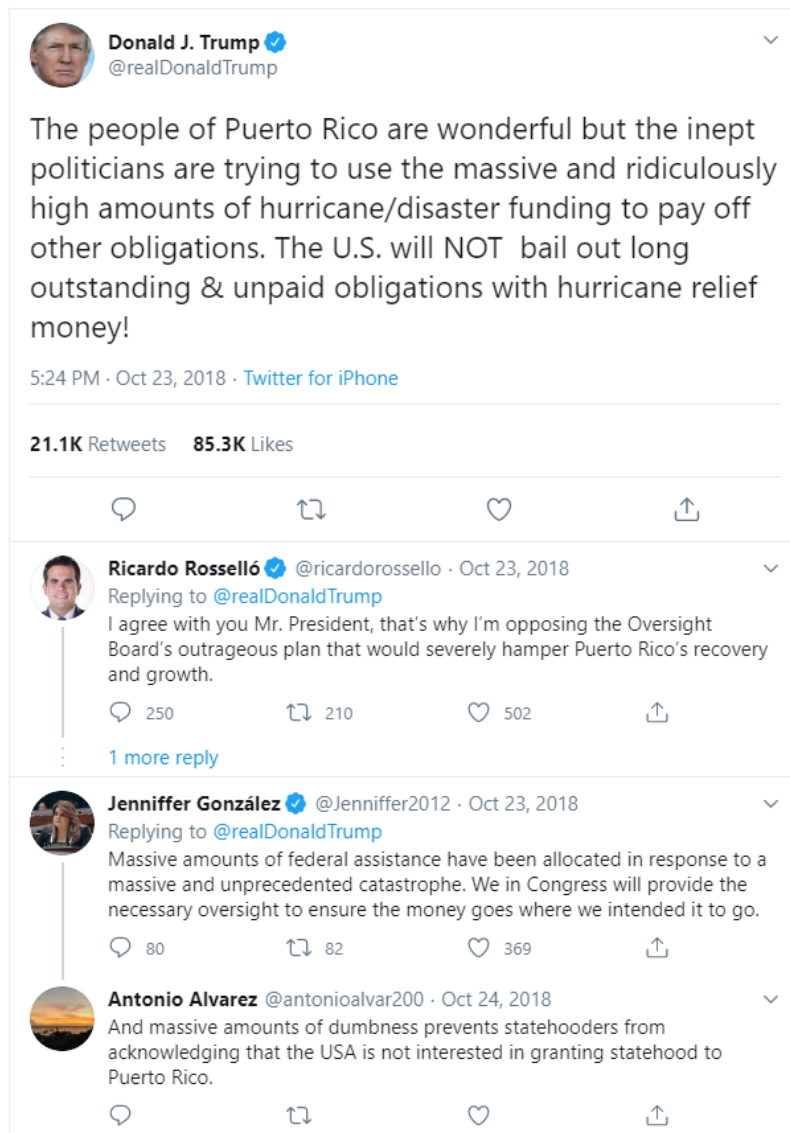 Donald J. Trump
@realDonaldTrump
The people of Puerto Rico are wonderful but the inept
politicians are trying to use the massive and ridiculously
high amounts of hurricane/disaster funding to pay off
other obligations. The U.S. will NOT  bail out long
outstanding & unpaid obligations with hurricane relief
money!
5:24 PM · Oct 23, 2018 · Twitter for iPhone
21.1K Retweets 85.3K Likes
Ricardo Rosselló @ricardorossello · Oct 23, 2018
Replying to @realDonaldTrump
I agree with you Mr. President, that's why I'm opposing the Oversight
Board's outrageous plan that would severely hamper Puerto Rico's recovery
and growth.
250 210 502
1 more reply
Jenniffer González @Jenniffer2012 · Oct 23, 2018
Replying to @realDonaldTrump
Massive amounts of federal assistance have been allocated in response to a
massive and unprecedented catastrophe. We in Congress will provide the
necessary oversight to ensure the money goes where we intended it to go.
80 82 369
Antonio Alvarez @antonioalvar200 · Oct 24, 2018
And massive amounts of dumbness prevents statehooders from
acknowledging that the USA is not interested in granting statehood to
Puerto Rico.